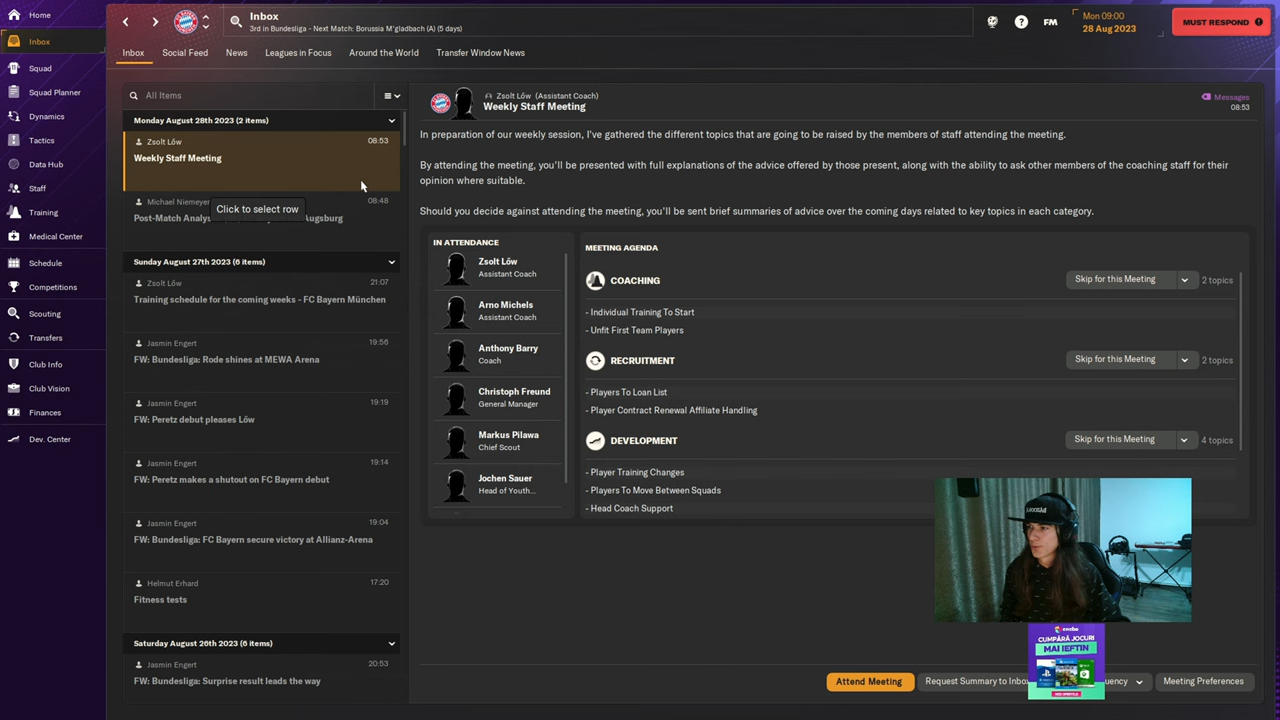 Home
Inbox
Squad
Squad Planner
Dynamics
Tactics
Data Hub
Staff
Training
Medical Center
Schedule
Competitions
Scouting
Transfers
Club Info
Club Vision
Finances
Dev. Center
Inbox
3rd in Bundesliga - Next Match: Borussia M'gladbach (A) (5 days)
FM
Mon 09:00
28 Aug 2023
MUST RESPOND
Inbox
Social Feed
News
Leagues in Focus
Around the World
Transfer Window News
All Items
Monday August 28th 2023 (2 items)
Zsolt Lőw 08:53
Weekly Staff Meeting
Michael Niemeyer 08:48
Post-Match Augsburg
Click to select row
Sunday August 27th 2023 (6 items)
Zsolt Lőw 21:07
Training schedule for the coming weeks - FC Bayern München
Jasmin Engert 19:56
FW: Bundesliga: Rode shines at MEWA Arena
Jasmin Engert 19:19
FW: Peretz debut pleases Lőw
Jasmin Engert 19:14
FW: Peretz makes a shutout on FC Bayern debut
Jasmin Engert 19:04
FW: Bundesliga: FC Bayern secure victory at Allianz-Arena
Helmut Erhard 17:20
Fitness tests
Saturday August 26th 2023 (6 items)
Jasmin Engert 20:53
FW: Bundesliga: Surprise result leads the way
Zsolt Lőw (Assistant Coach)
Weekly Staff Meeting
Messages
08:53
In preparation of our weekly session, I've gathered the different topics that are going to be raised by the members of staff attending the meeting.
By attending the meeting, you'll be presented with full explanations of the advice offered by those present, along with the ability to ask other members of the coaching staff for their
opinion where suitable.
Should you decide against attending the meeting, you'll be sent brief summaries of advice over the coming days related to key topics in each category.
IN ATTENDANCE
Zsolt Lőw
Assistant Coach
Arno Michels
Assistant Coach
Anthony Barry
Coach
Christoph Freund
General Manager
Markus Pilawa
Chief Scout
Jochen Sauer
Head of Youth...
MEETING AGENDA
COACHING Skip for this Meeting 2 topics
- Individual Training To Start
- Unfit First Team Players
RECRUITMENT Skip for this Meeting 2 topics
- Players To Loan List
- Player Contract Renewal Affiliate Handling
DEVELOPMENT Skip for this Meeting 4 topics
- Player Training Changes
- Players To Move Between Squads
- Head Coach Support
CUMPĂRĂ JOCURI
MAI IEFTIN
Attend Meeting
Request Summary to Inbox
Meeting Preferences